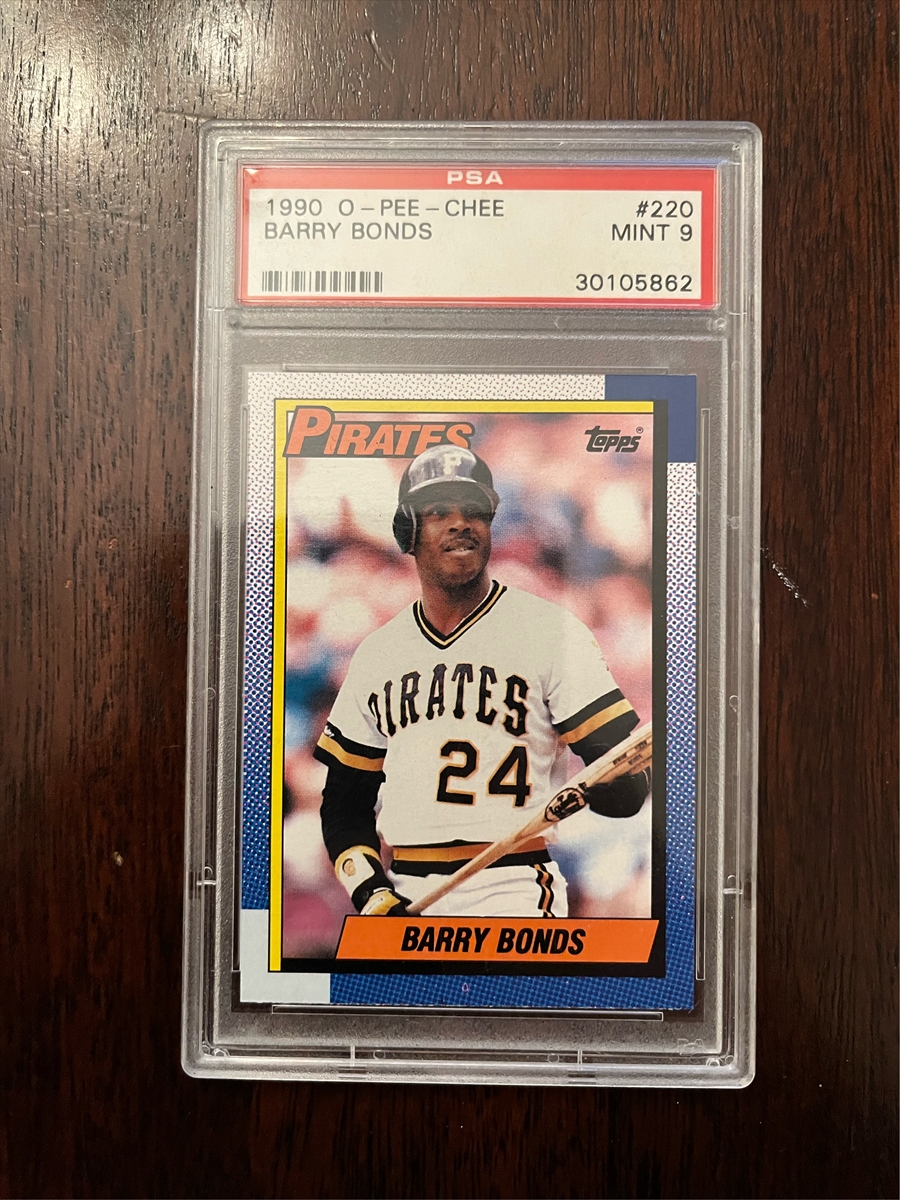 PSA
1990 O-PEE-CHEE #220
BARRY BONDS MINT 9
30105862
PIRATES
topps®
P
PIRATES
24
BARRY BONDS